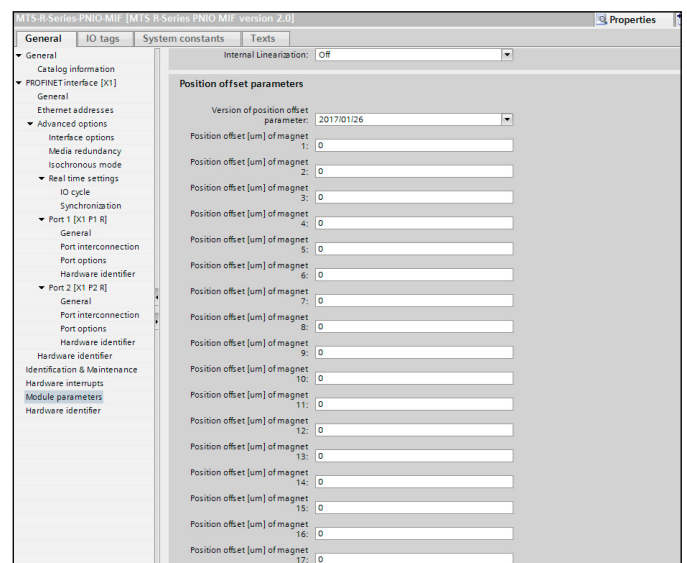 MTS-R-Series-PNIO-MIF [MTS R-Series PNIO MIF version 2.0]
Properties
General
IO tags
System constants
Texts
General
Catalog information
PROFINET interface [X1]
General
Ethernet addresses
Advanced options
Interface options
Media redundancy
Isochronous mode
Real time settings
IO cycle
Synchronization
Port 1 [X1 P1 R]
General
Port interconnection
Port options
Hardware identifier
Port 2 [X1 P2 R]
General
Port interconnection
Port options
Hardware identifier
Hardware identifier
Identification & Maintenance
Hardware interrupts
Module parameters
Hardware identifier
Internal Linearization: Off
Position offset parameters
Version of position offset
parameter: 2017/01/26
Position offset [um] of magnet
1: 0
Position offset [um] of magnet
2: 0
Position offset [um] of magnet
3: 0
Position offset [um] of magnet
4: 0
Position offset [um] of magnet
5: 0
Position offset [um] of magnet
6: 0
Position offset [um] of magnet
7: 0
Position offset [um] of magnet
8: 0
Position offset [um] of magnet
9: 0
Position offset [um] of magnet
10: 0
Position offset [um] of magnet
11: 0
Position offset [um] of magnet
12: 0
Position offset [um] of magnet
13: 0
Position offset [um] of magnet
14: 0
Position offset [um] of magnet
15: 0
Position offset [um] of magnet
16: 0
Position offset [um] of magnet
17: 0